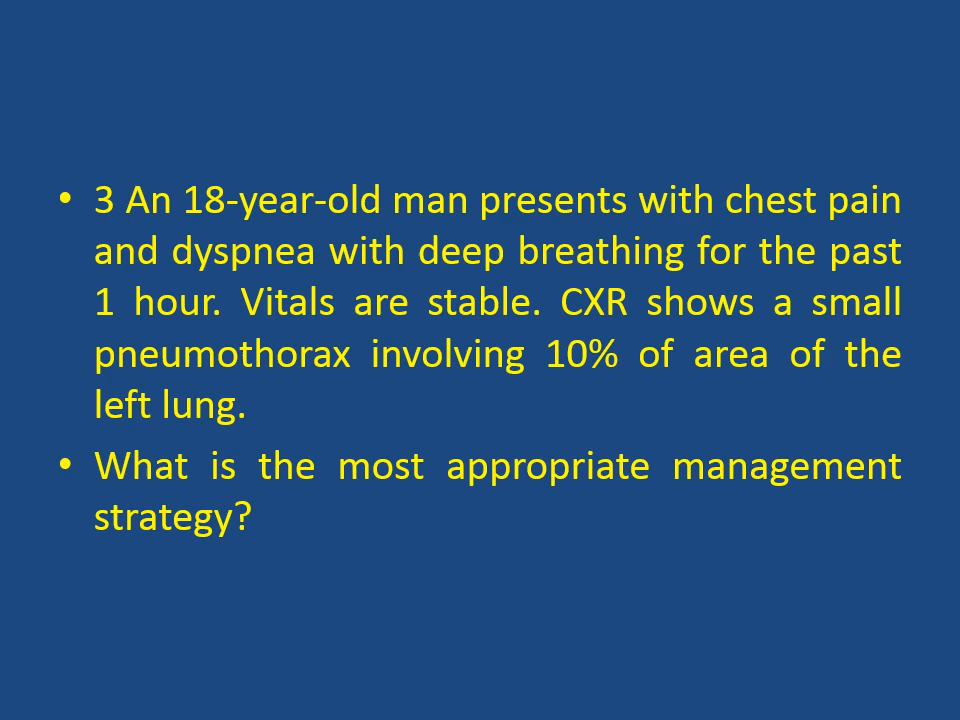 • 3 An 18-year-old man presents with chest pain
and dyspnea with deep breathing for the past
1 hour. Vitals are stable. CXR shows a small
pneumothorax involving 10% of area of the
left lung.
• What is the most appropriate management
strategy?